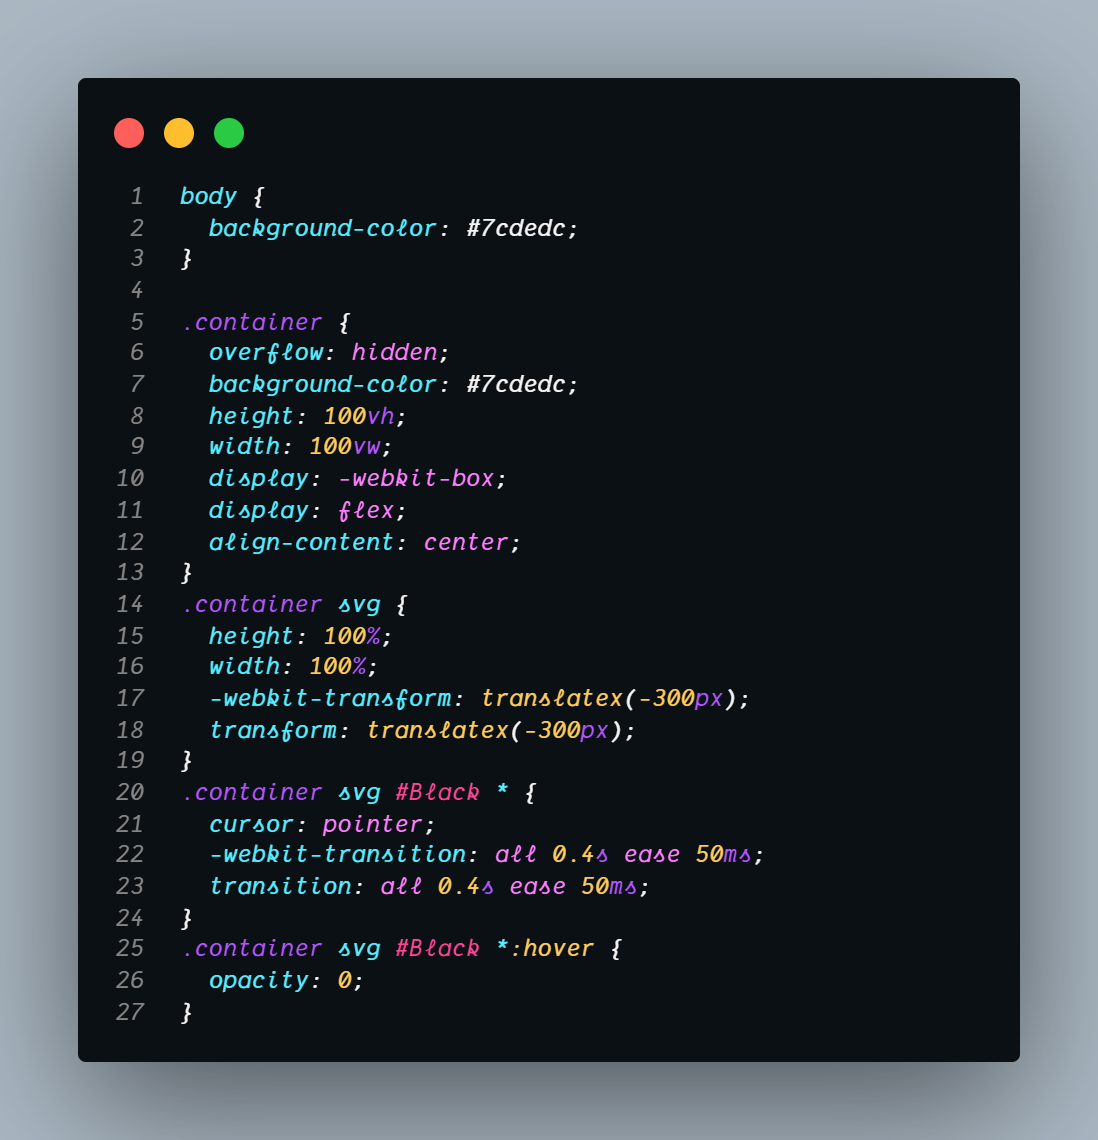 1 body {
2   background-color: #7cdedc;
3 }
4
5 .container {
6   overflow: hidden;
7   background-color: #7cdedc;
8   height: 100vh;
9   width: 100vw;
10   display: -webkit-box;
11   display: flex;
12   align-content: center;
13 }
14 .container svg {
15   height: 100%;
16   width: 100%;
17   -webkit-transform: translatex(-300px);
18   transform: translatex(-300px);
19 }
20 .container svg #Black * {
21   cursor: pointer;
22   -webkit-transition: all 0.4s ease 50ms;
23   transition: all 0.4s ease 50ms;
24 }
25 .container svg #Black *:hover {
26   opacity: 0;
27 }